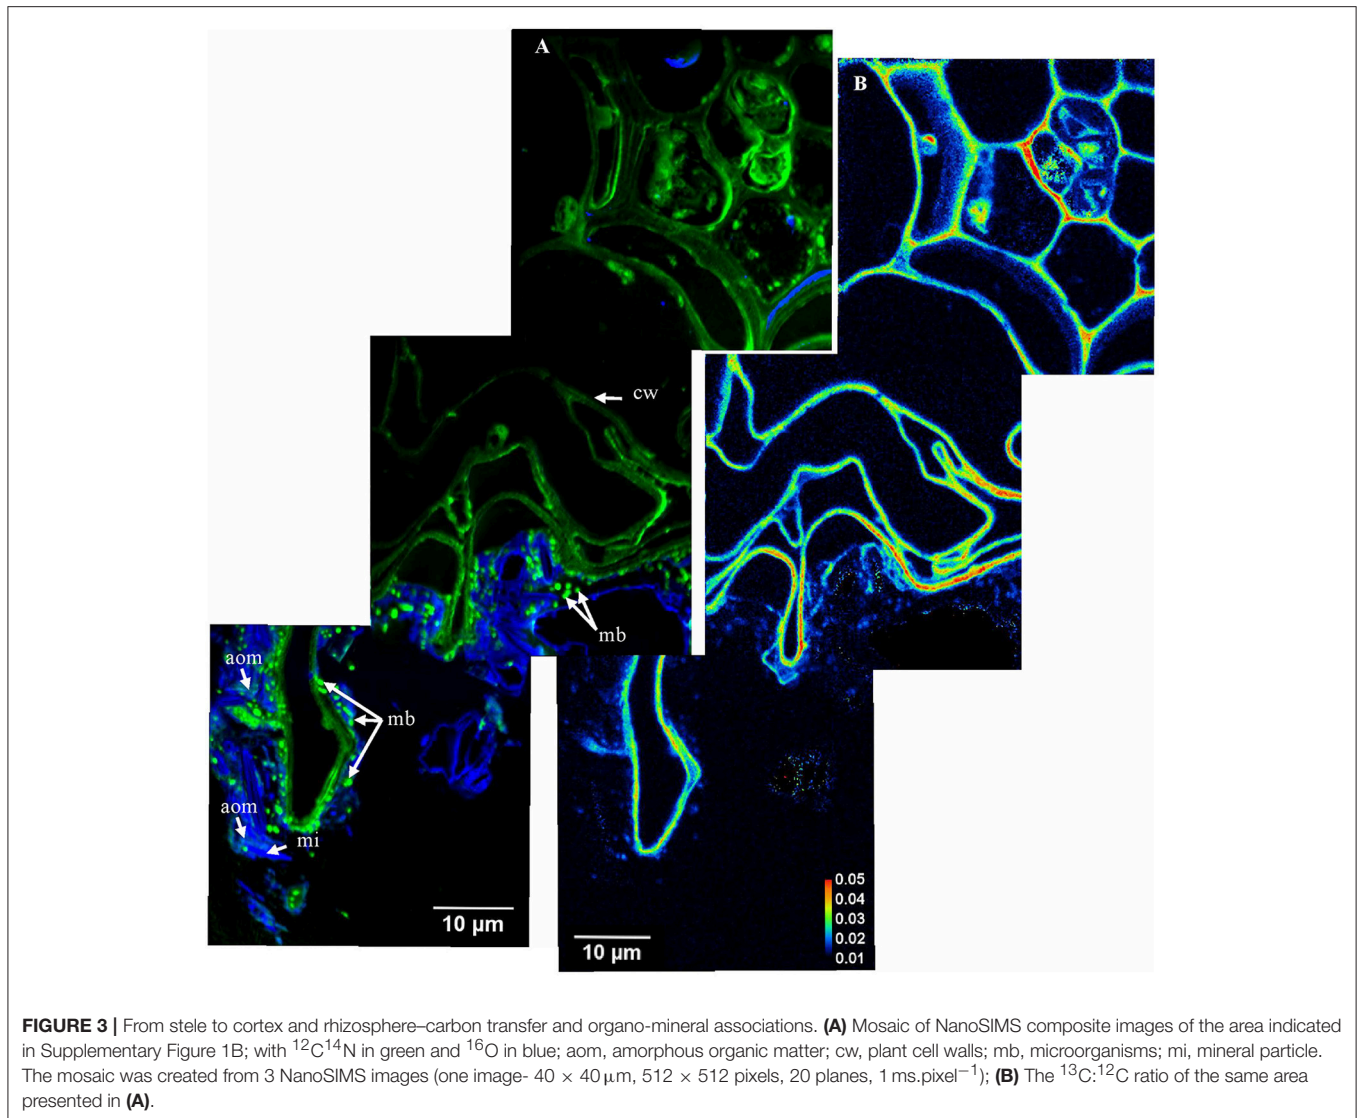 A
B
cw
mb
aom
mb
aom
mi
10 µm
10 µm
0.05
0.04
0.03
0.02
0.01
FIGURE 3 | From stele to cortex and rhizosphere–carbon transfer and organo-mineral associations. (A) Mosaic of NanoSIMS composite images of the area indicated
in Supplementary Figure 1B; with ¹²C¹⁴N in green and ¹⁶O in blue; aom, amorphous organic matter; cw, plant cell walls; mb, microorganisms; mi, mineral particle.
The mosaic was created from 3 NanoSIMS images (one image- 40 × 40 µm, 512 × 512 pixels, 20 planes, 1 ms.pixel⁻¹); (B) The ¹³C:¹²C ratio of the same area
presented in (A).